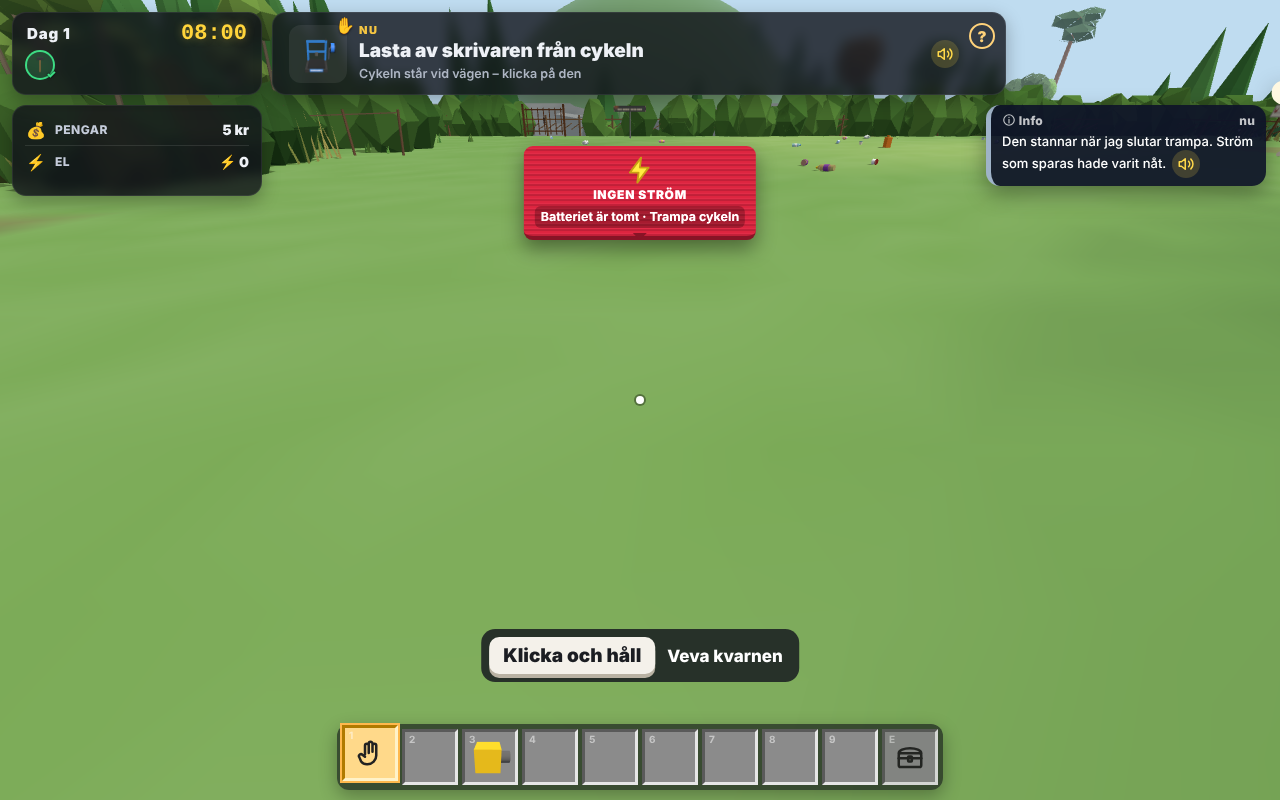 Dag 1
08:00
NU
Lasta av skrivaren från cykeln
Cykeln står vid vägen – klicka på den
?
PENGAR
5 kr
EL
0
Info
nu
Den stannar när jag slutar trampa. Ström
som sparas hade varit nåt.
INGEN STRÖM
Batteriet är tomt · Trampa cykeln
Klicka och håll
Veva kvarnen
1
2
3
4
5
6
7
8
9
E